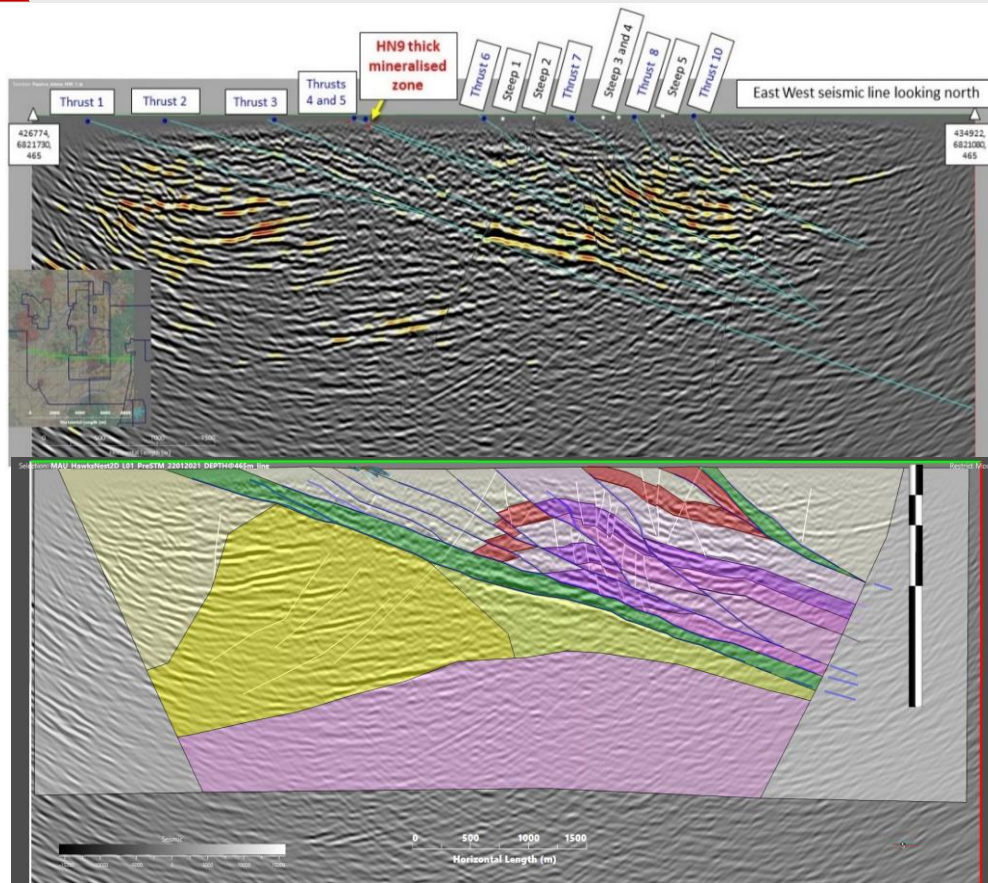 HN9 thick
mineralised
zone
Thrust 1
Thrust 2
Thrust 3
Thrusts
4 and 5
Thrust 6
Steep 1
Steep 2
Thrust 7
Steep 3 and 4
Thrust 8
Steep 5
Thrust 10
East West seismic line looking north
426774,
6821730,
465
434922,
6821080,
465
Selection: MAU_HawksNest2D_L01_PreSTM_22012021_DEPTH@465m_line
Seismic
0 500 1000 1500
Horizontal Length (m)